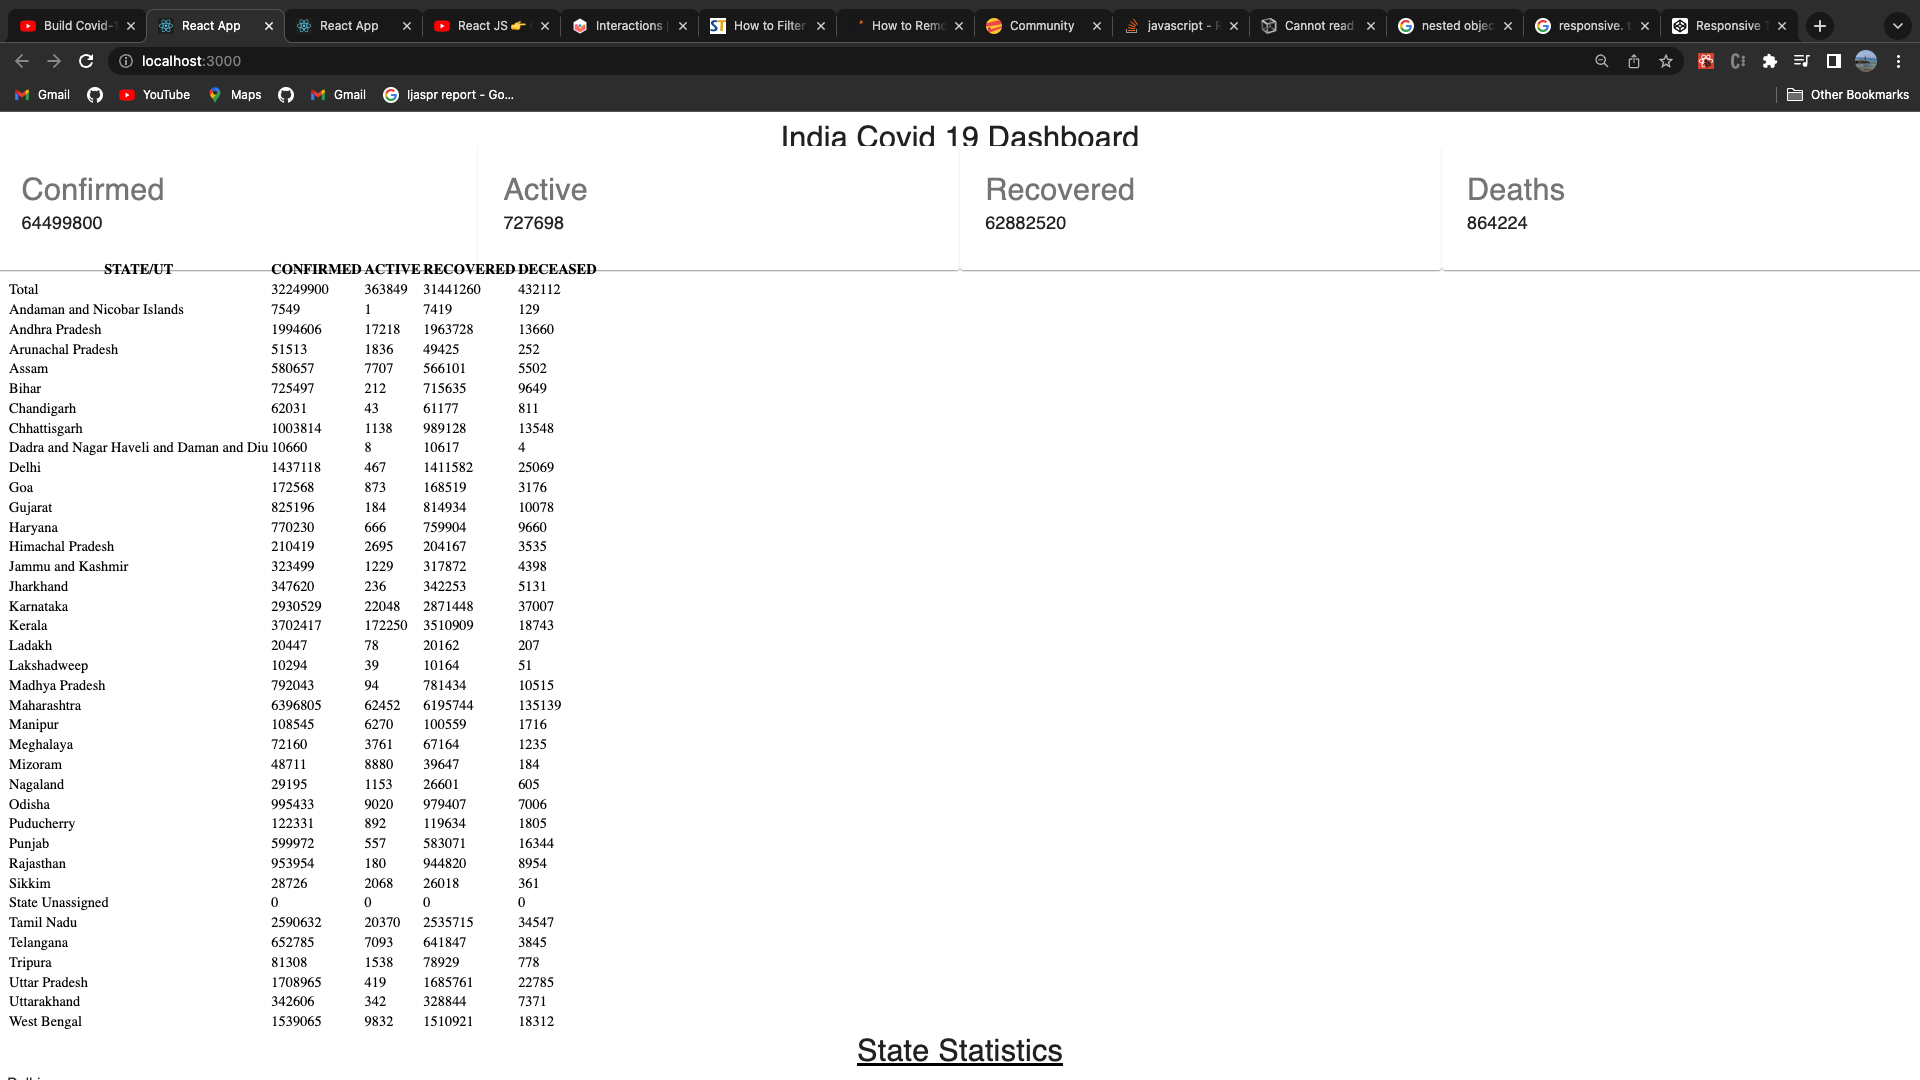 Build Covid-1 React App React App React JS 👉 Interactions How to Filter How to Remo Community javascript - R Cannot read nested objec responsive. t Responsive T
localhost:3000
Gmail YouTube Maps Gmail ljaspr report - Go... Other Bookmarks
India Covid 19 Dashboard
Confirmed Active Recovered Deaths
64499800 727698 62882520 864224
STATE/UT CONFIRMED ACTIVE RECOVERED DECEASED
Total 32249900 363849 31441260 432112
Andaman and Nicobar Islands 7549 1 7419 129
Andhra Pradesh 1994606 17218 1963728 13660
Arunachal Pradesh 51513 1836 49425 252
Assam 580657 7707 566101 5502
Bihar 725497 212 715635 9649
Chandigarh 62031 43 61177 811
Chhattisgarh 1003814 1138 989128 13548
Dadra and Nagar Haveli and Daman and Diu 10660 8 10617 4
Delhi 1437118 467 1411582 25069
Goa 172568 873 168519 3176
Gujarat 825196 184 814934 10078
Haryana 770230 666 759904 9660
Himachal Pradesh 210419 2695 204167 3535
Jammu and Kashmir 323499 1229 317872 4398
Jharkhand 347620 236 342253 5131
Karnataka 2930529 22048 2871448 37007
Kerala 3702417 172250 3510909 18743
Ladakh 20447 78 20162 207
Lakshadweep 10294 39 10164 51
Madhya Pradesh 792043 94 781434 10515
Maharashtra 6396805 62452 6195744 135139
Manipur 108545 6270 100559 1716
Meghalaya 72160 3761 67164 1235
Mizoram 48711 8880 39647 184
Nagaland 29195 1153 26601 605
Odisha 995433 9020 979407 7006
Puducherry 122331 892 119634 1805
Punjab 599972 557 583071 16344
Rajasthan 953954 180 944820 8954
Sikkim 28726 2068 26018 361
State Unassigned 0 0 0 0
Tamil Nadu 2590632 20370 2535715 34547
Telangana 652785 7093 641847 3845
Tripura 81308 1538 78929 778
Uttar Pradesh 1708965 419 1685761 22785
Uttarakhand 342606 342 328844 7371
West Bengal 1539065 9832 1510921 18312
State Statistics